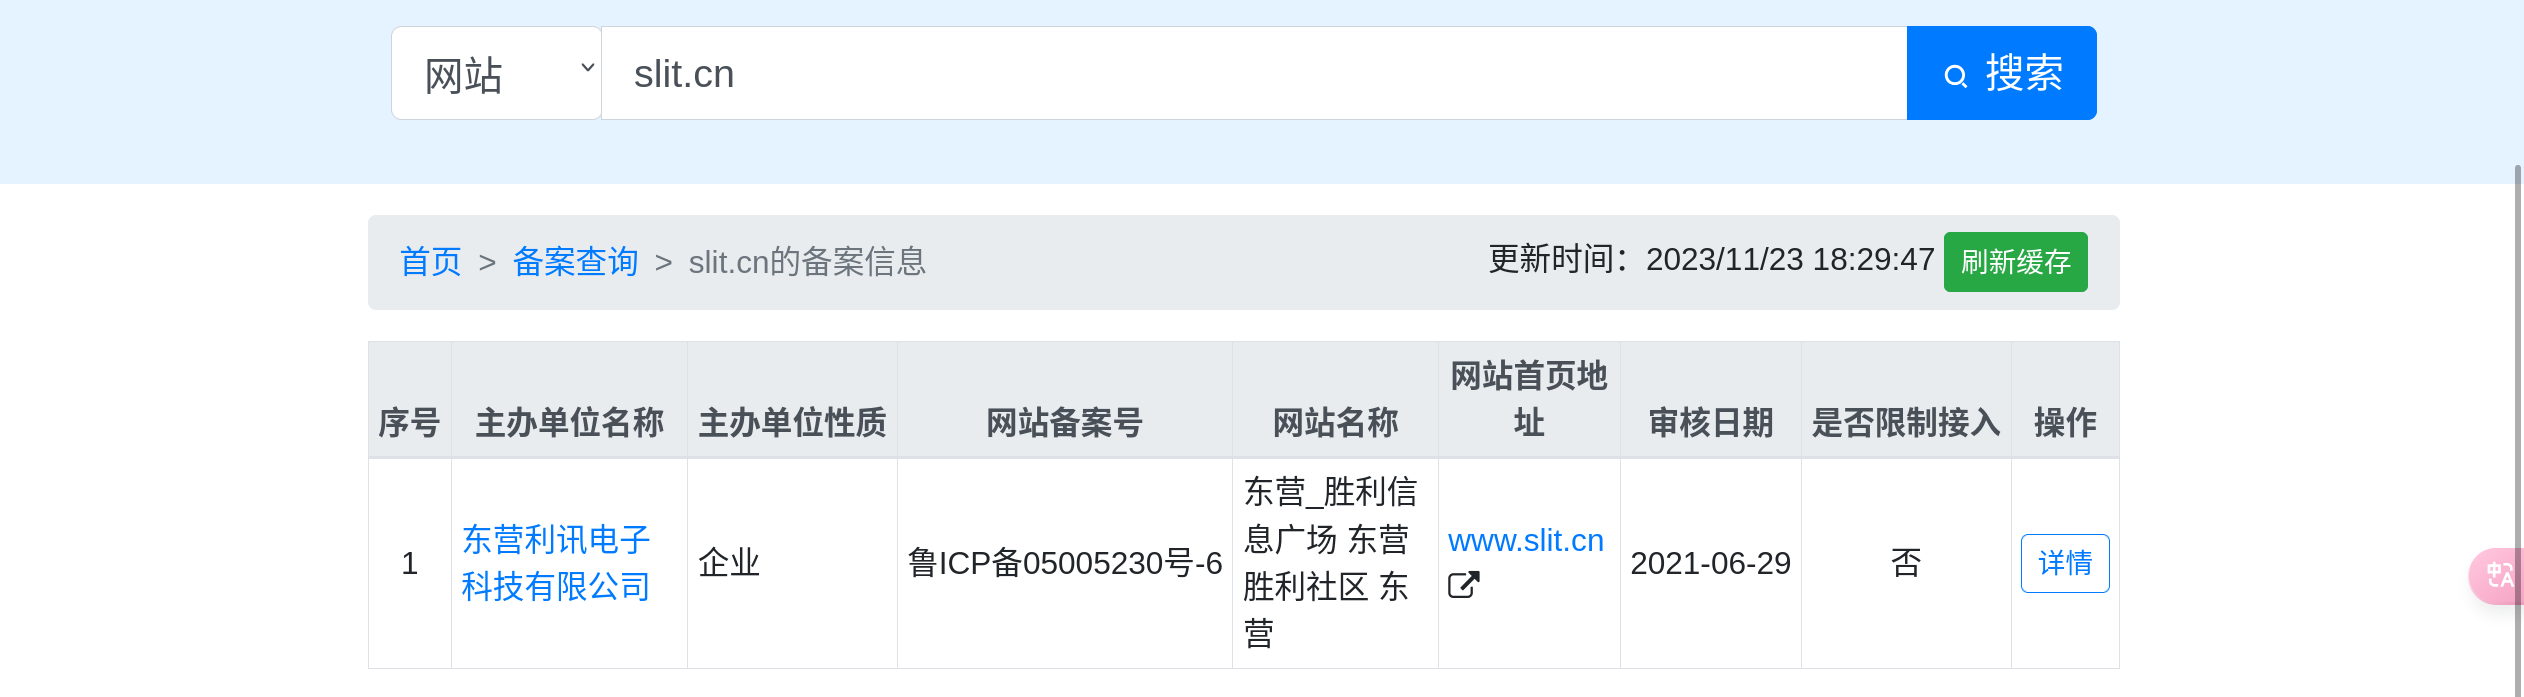 网站
slit.cn
搜索
首页 > 备案查询 > slit.cn的备案信息
更新时间：2023/11/23 18:29:47
刷新缓存
序号
主办单位名称
主办单位性质
网站备案号
网站名称
网站首页地
址
审核日期
是否限制接入
操作
1
东营利讯电子
科技有限公司
企业
鲁ICP备05005230号-6
东营_胜利信
息广场 东营
胜利社区 东
营
www.slit.cn
2021-06-29
否
详情
中A